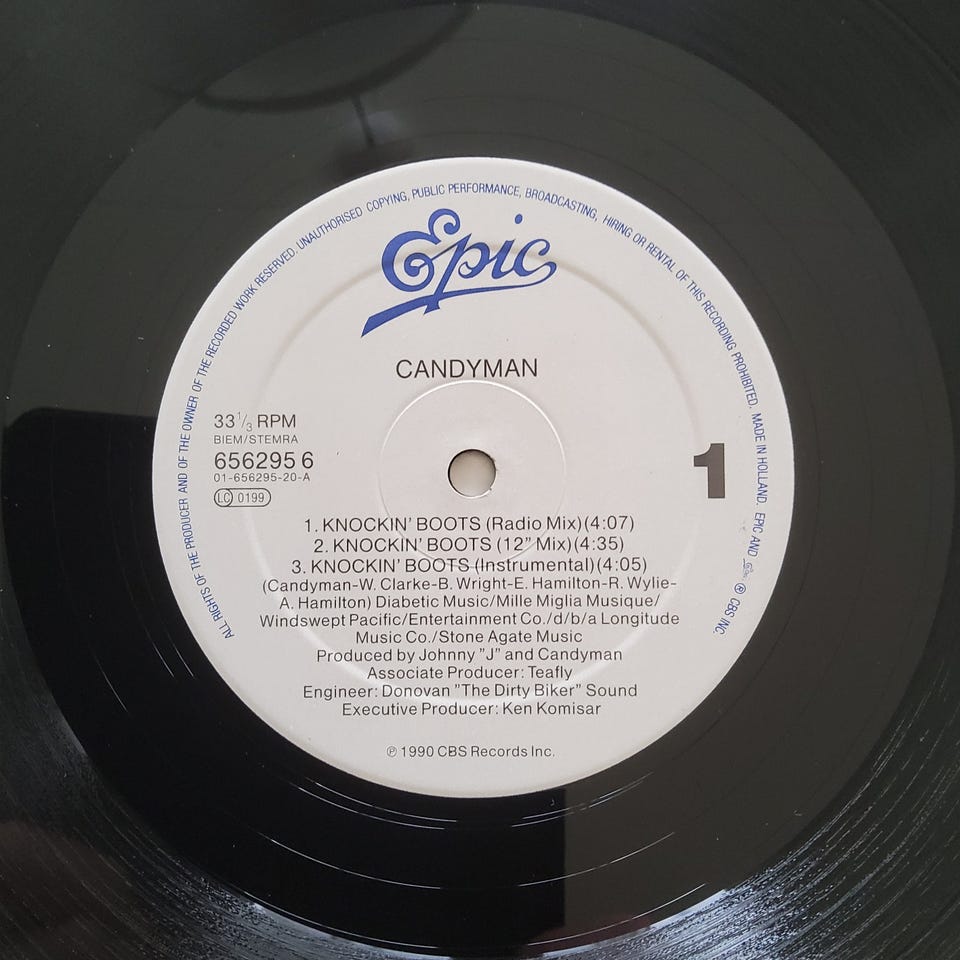 ALL RIGHTS OF THE PRODUCER AND OF THE OWNER OF THE RECORDED WORK RESERVED. UNAUTHORISED COPYING, PUBLIC PERFORMANCE, BROADCASTING, HIRING OR RENTAL OF THIS RECORDING PROHIBITED. MADE IN HOLLAND. EPIC AND Epic ® CBS INC.
Epic
CANDYMAN
33 1/3 RPM
BIEM/STEMRA
656295 6
01-656295-20-A
LC 0199
1
1. KNOCKIN' BOOTS (Radio Mix)(4:07)
2. KNOCKIN' BOOTS (12" Mix)(4:35)
3. KNOCKIN' BOOTS (Instrumental)(4:05)
(Candyman-W. Clarke-B. Wright-E. Hamilton-R. Wylie-
A. Hamilton) Diabetic Music/Mille Miglia Musique/
Windswept Pacific/Entertainment Co./d/b/a Longitude
Music Co./Stone Agate Music
Produced by Johnny "J" and Candyman
Associate Producer: Teafly
Engineer: Donovan "The Dirty Biker" Sound
Executive Producer: Ken Komisar
℗ 1990 CBS Records Inc.